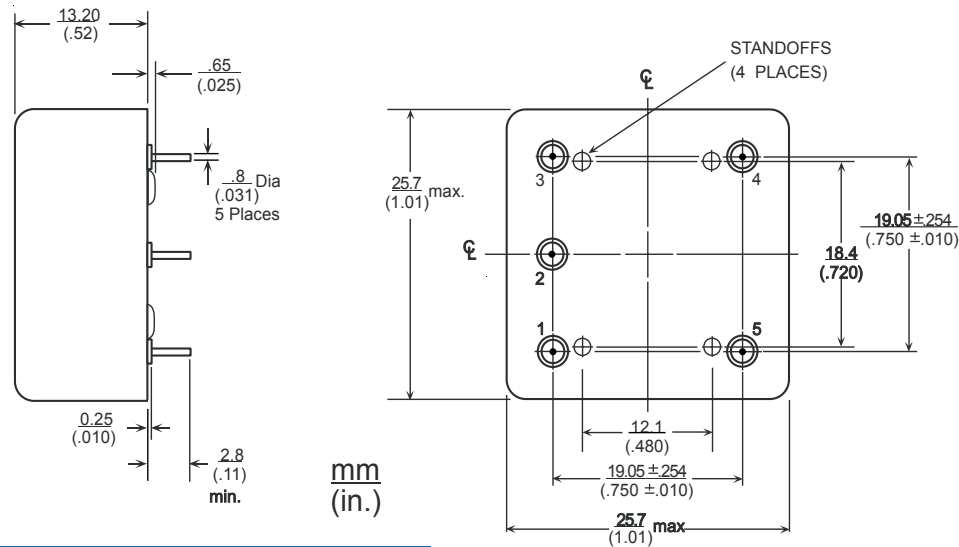 13.20
(.52)
.65
(.025)
.8 Dia
(.031)
5 Places
0.25
(.010)
2.8
(.11)
min.
mm
(in.)
STANDOFFS
(4 PLACES)
℄
25.7 max.
(1.01)
℄
3
4
2
1
5
19.05 ±.254
(.750 ±.010)
18.4
(.720)
12.1
(.480)
19.05 ±.254
(.750 ±.010)
25.7 max
(1.01)